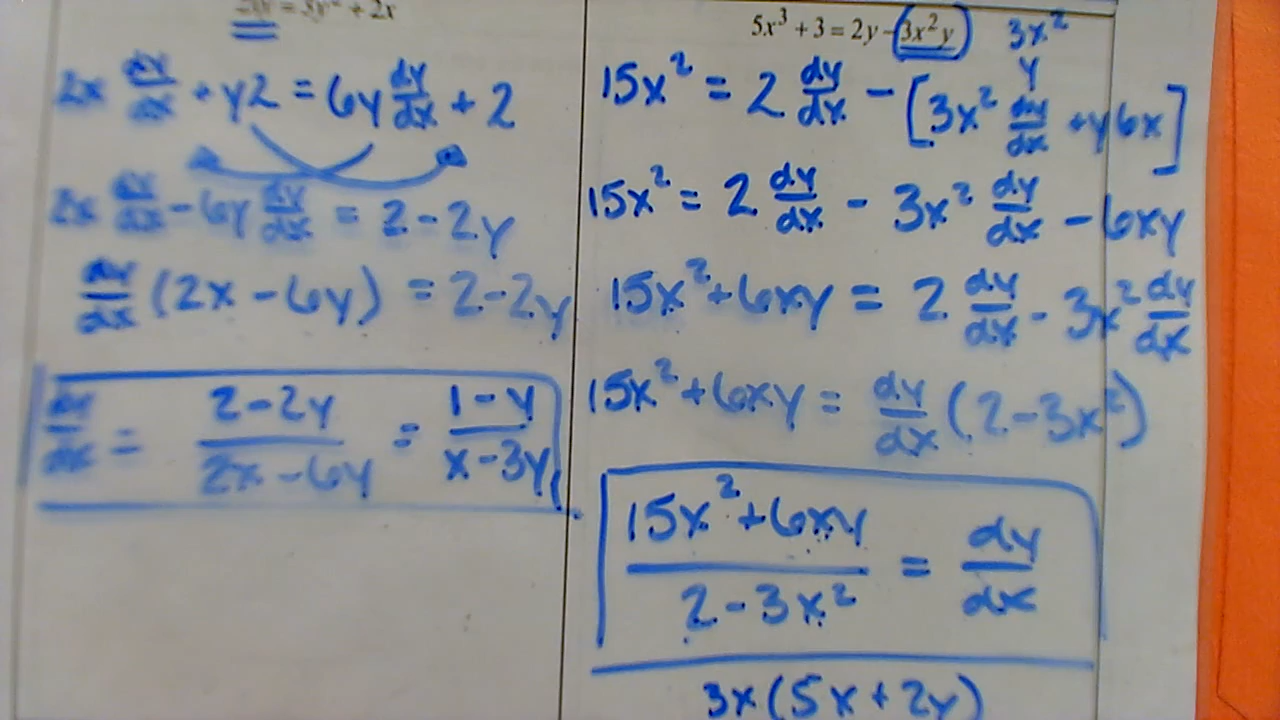 = 3y² + 2x
2x dy/dx + y2 = 6y dy/dx + 2
2x dy/dx - 6y dy/dx = 2 - 2y
dy/dx (2x - 6y) = 2 - 2y
dy/dx = (2 - 2y)/(2x - 6y) = (1 - y)/(x - 3y)
5x³ + 3 = 2y - 3x²y
3x²
y
15x² = 2 dy/dx - [3x² dy/dx + y6x]
15x² = 2 dy/dx - 3x² dy/dx - 6xy
15x² + 6xy = 2 dy/dx - 3x² dy/dx
15x² + 6xy = dy/dx (2 - 3x²)
(15x² + 6xy)/(2 - 3x²) = dy/dx
3x(5x + 2y)